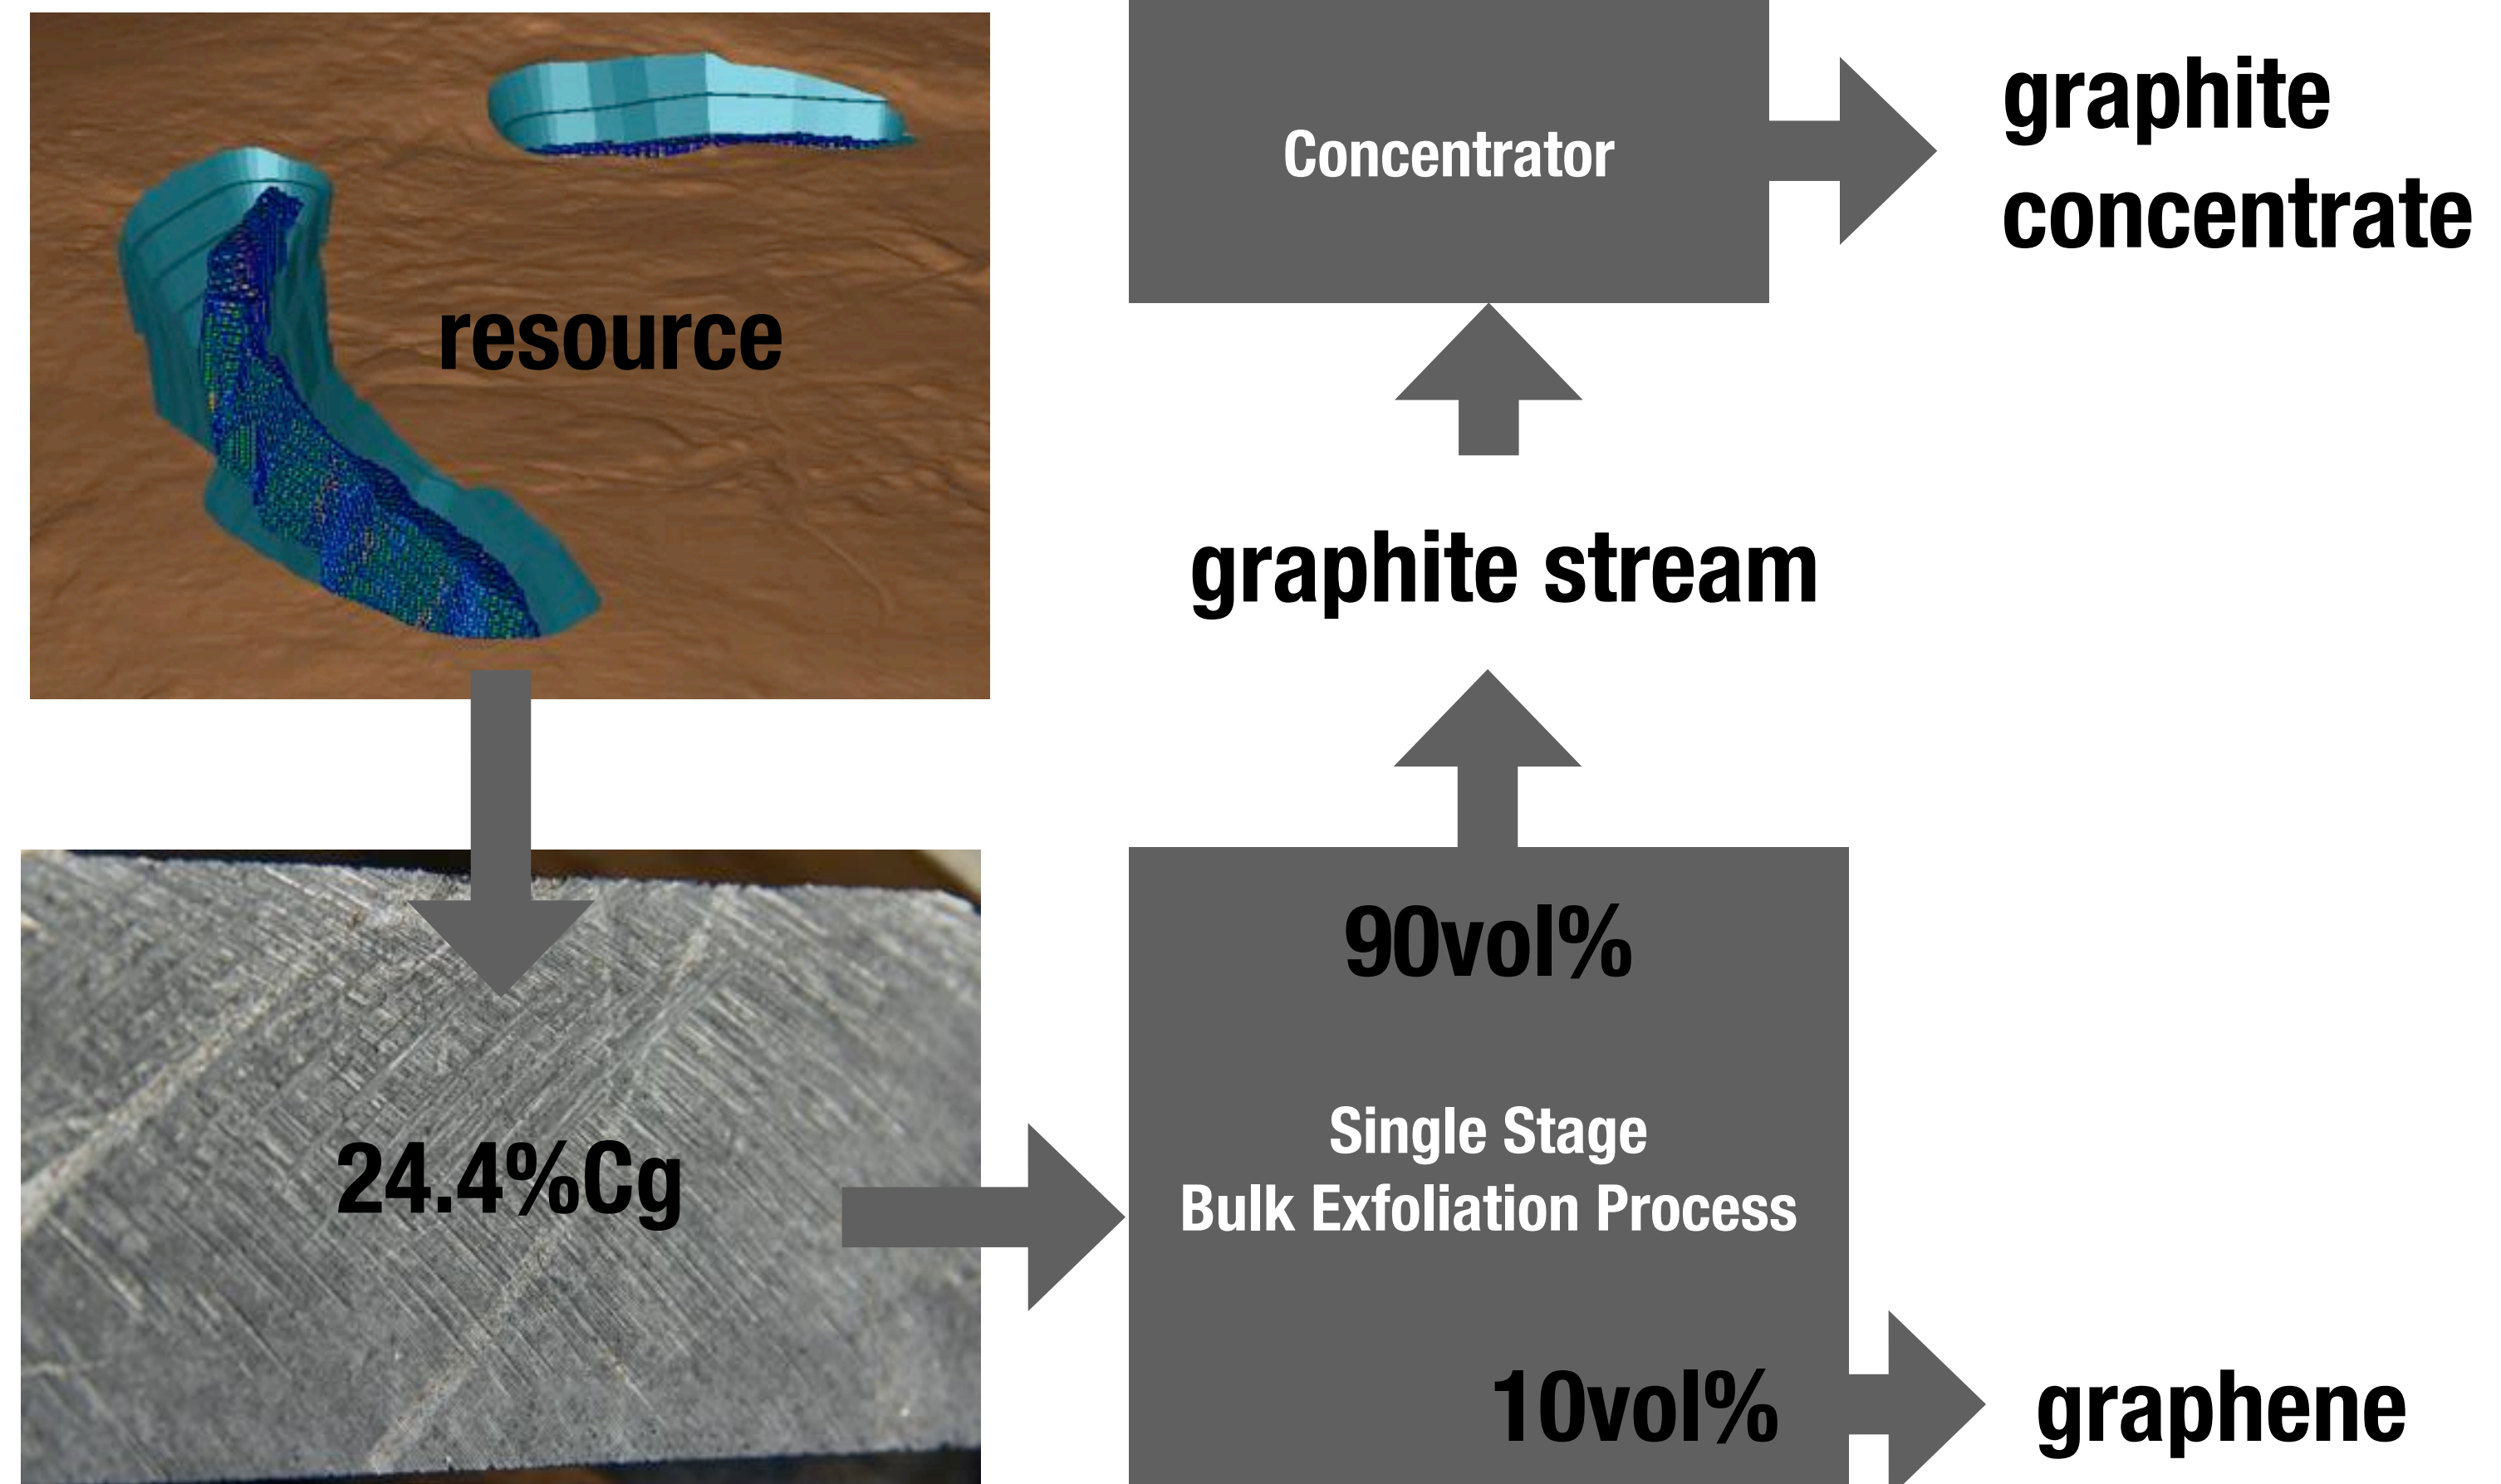 resource
24.4%Cg
Concentrator
graphite
concentrate
graphite stream
90vol%
Single Stage
Bulk Exfoliation Process
10vol%
graphene